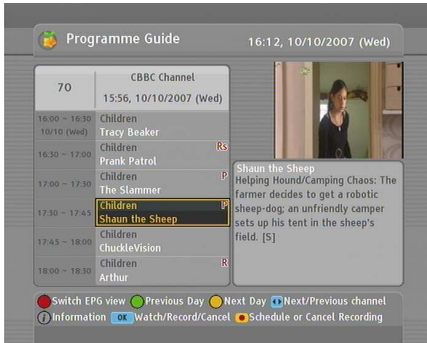 Programme Guide
16:12, 10/10/2007 (Wed)
70
CBBC Channel
15:56, 10/10/2007 (Wed)
16:00 ~ 16:30
10/10 (Wed)
Children
Tracy Beaker
16:30 ~ 17:00
Children
Rs
Prank Patrol
17:00 ~ 17:30
Children
P
The Slammer
17:30 ~ 17:45
Children
P
Shaun the Sheep
17:45 ~ 18:00
Children
ChuckleVision
18:00 ~ 18:30
Children
R
Arthur
Shaun the Sheep
Helping Hound/Camping Chaos: The
farmer decides to get a robotic
sheep-dog; an unfriendly camper
sets up his tent in the sheep's
field. [S]
Switch EPG view Previous Day Next Day Next/Previous channel
i Information OK Watch/Record/Cancel Schedule or Cancel Recording